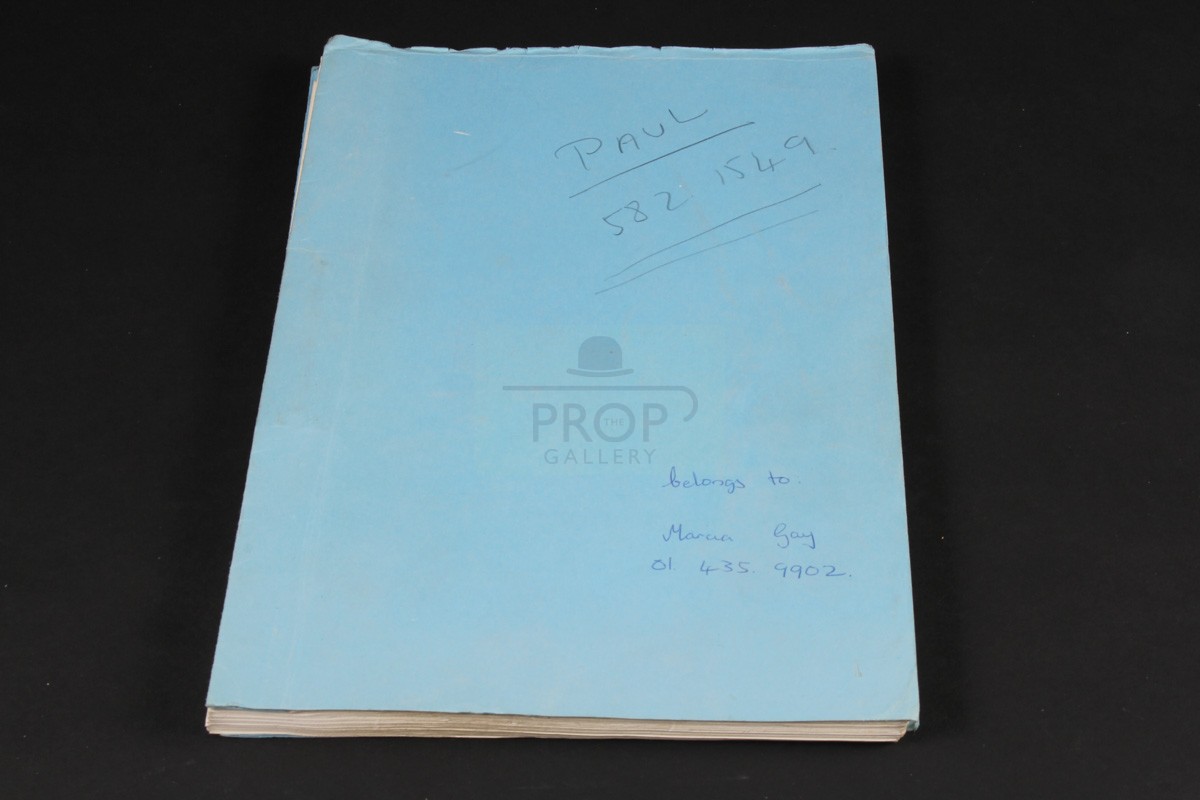 PAUL
582 1549.
THE
PROP
GALLERY
belongs to.
Marcia Gay
01. 435. 9902.